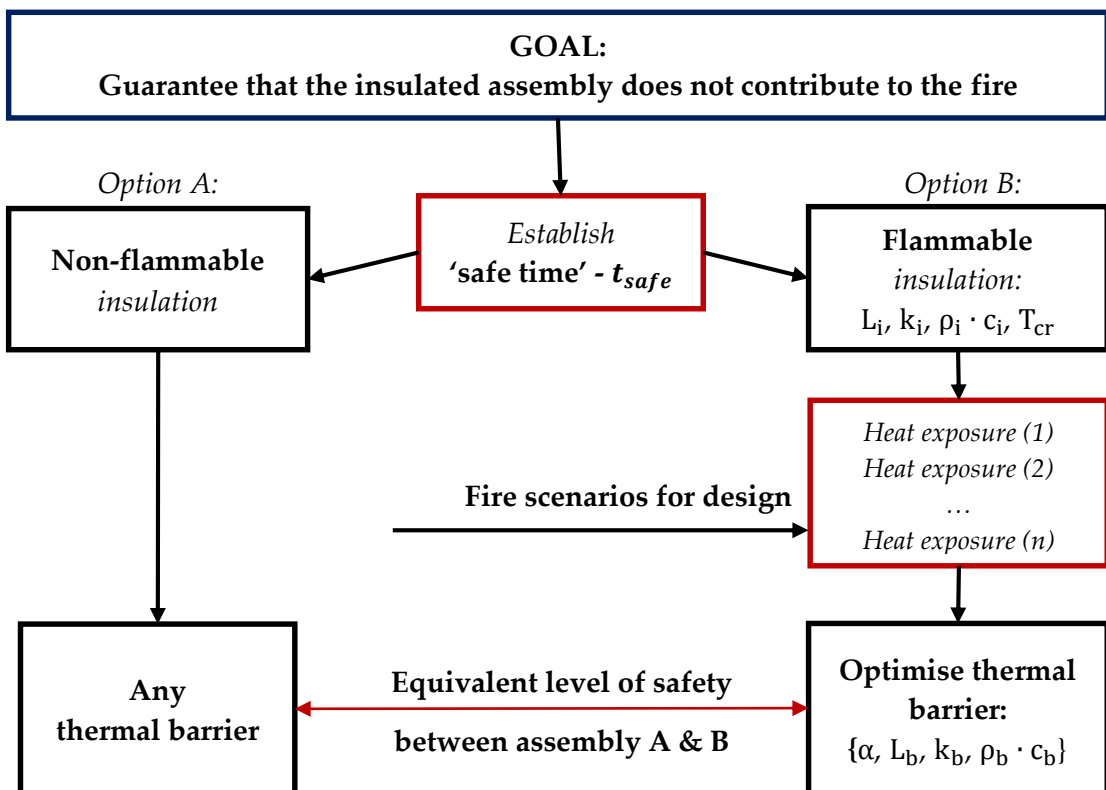 GOAL:
Guarantee that the insulated assembly does not contribute to the fire
Option A:
Option B:
Non-flammable
insulation
Establish
‘safe time’ - t_safe
Flammable
insulation:
L_i, k_i, ρ_i · c_i, T_cr
Heat exposure (1)
Heat exposure (2)
…
Heat exposure (n)
Fire scenarios for design
Any
thermal barrier
Equivalent level of safety
between assembly A & B
Optimise thermal
barrier:
{α, L_b, k_b, ρ_b · c_b}